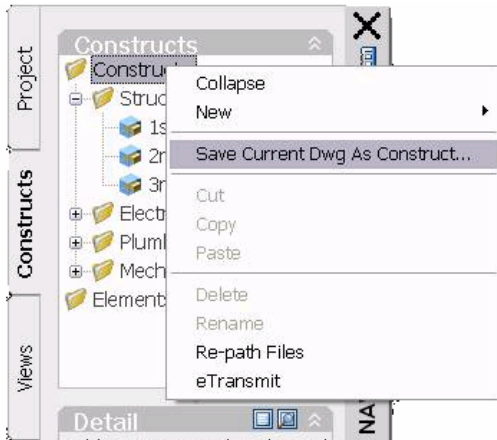 Project
Constructs
Views
Constructs
Collapse
New
Save Current Dwg As Construct...
Cut
Copy
Paste
Delete
Rename
Re-path Files
eTransmit
Detail